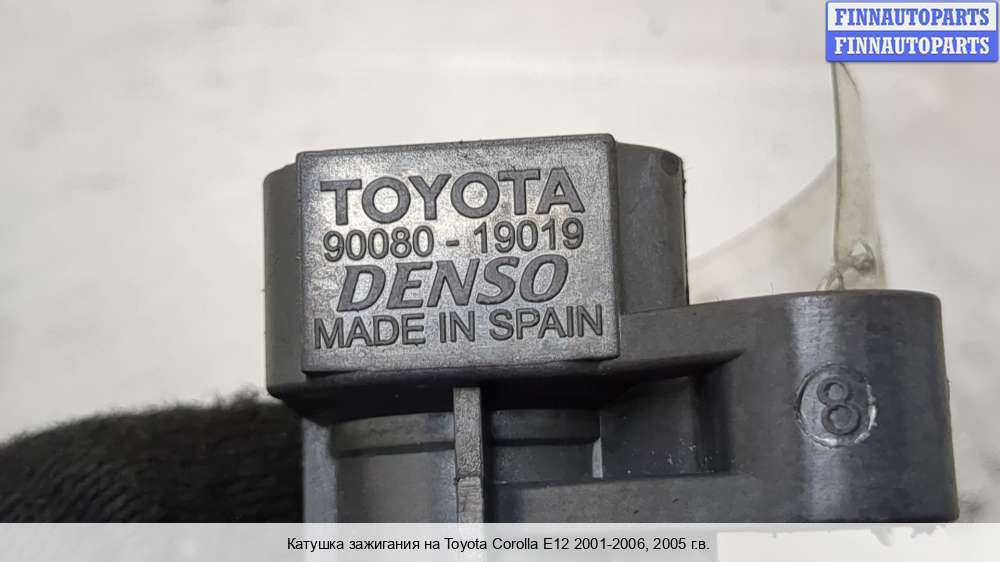 FINNAUTOPARTS
FINNAUTOPARTS
TOYOTA
90080-19019
DENSO
MADE IN SPAIN
8
Катушка зажигания на Toyota Corolla E12 2001-2006, 2005 г.в.